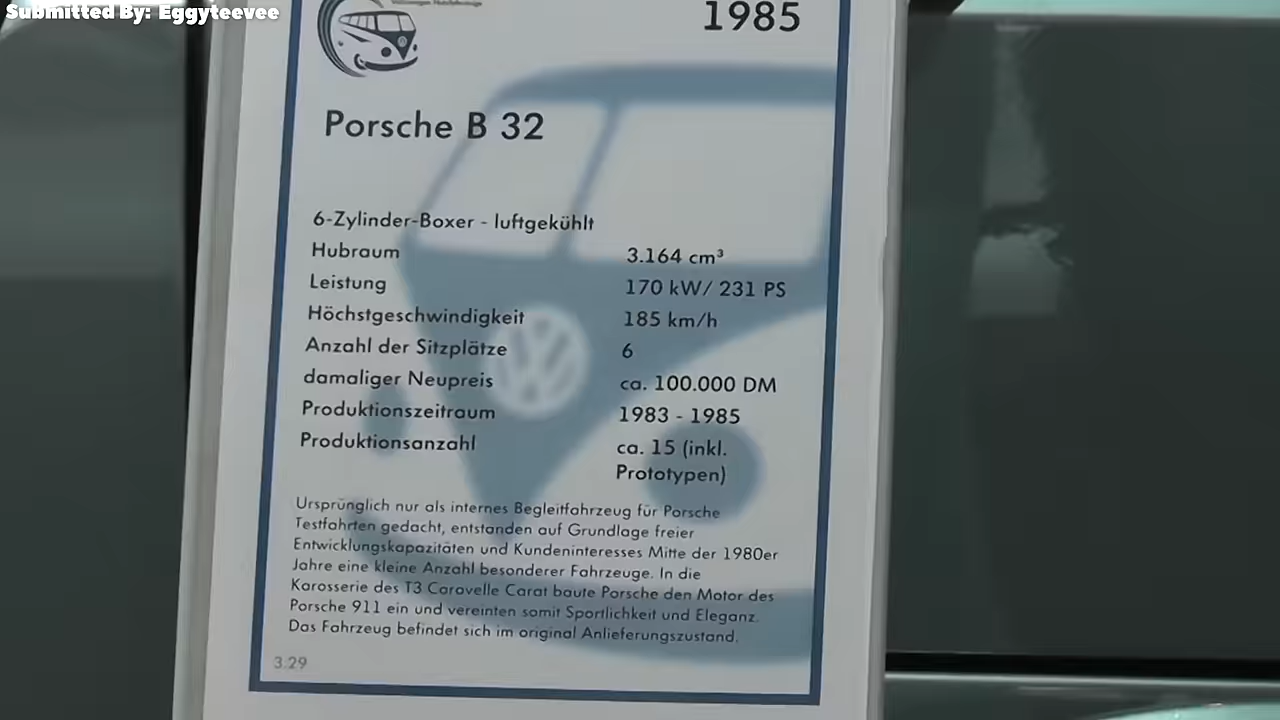 Submitted By: Eggyteevee
1985
Porsche B 32
6-Zylinder-Boxer - luftgekühlt
Hubraum 3.164 cm³
Leistung 170 kW/ 231 PS
Höchstgeschwindigkeit 185 km/h
Anzahl der Sitzplätze 6
damaliger Neupreis ca. 100.000 DM
Produktionszeitraum 1983 - 1985
Produktionsanzahl ca. 15 (inkl.
Prototypen)
Ursprünglich nur als internes Begleitfahrzeug für Porsche
Testfahrten gedacht, entstanden auf Grundlage freier
Entwicklungskapazitäten und Kundeninteresses Mitte der 1980er
Jahre eine kleine Anzahl besonderer Fahrzeuge. In die
Karosserie des T3 Caravelle Carat baute Porsche den Motor des
Porsche 911 ein und vereinten somit Sportlichkeit und Eleganz.
Das Fahrzeug befindet sich im original Anlieferungszustand.
3.29